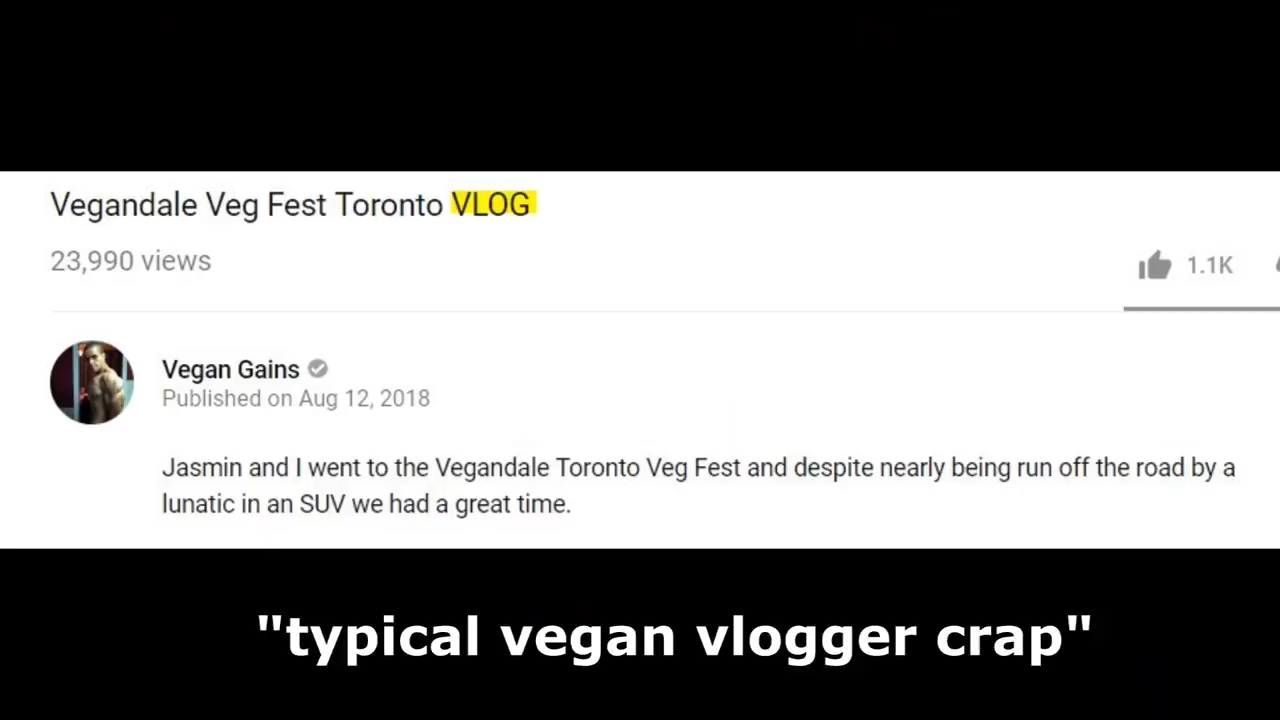 Vegandale Veg Fest Toronto VLOG
23,990 views
1.1K
Vegan Gains
Published on Aug 12, 2018
Jasmin and I went to the Vegandale Toronto Veg Fest and despite nearly being run off the road by a
lunatic in an SUV we had a great time.
"typical vegan vlogger crap"